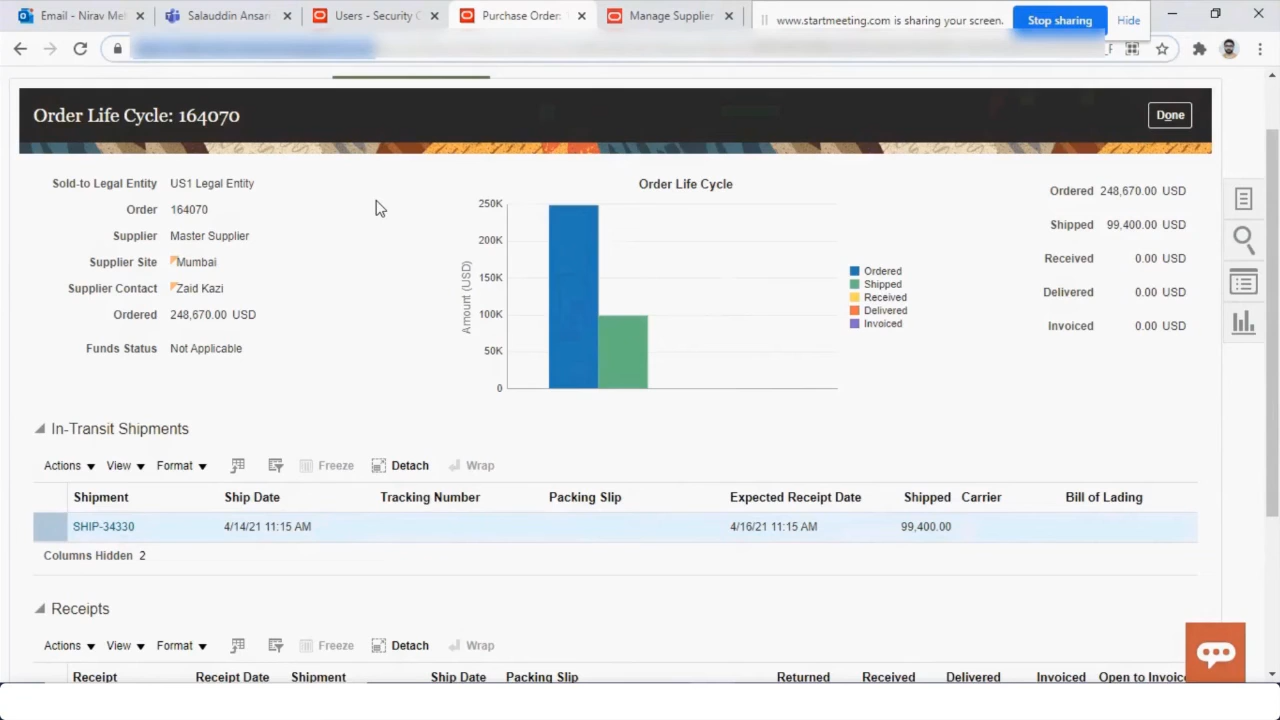 Email - Nirav Me
Salauddin Ansar
Users - Security C
Purchase Order:
Manage Supplier
www.startmeeting.com is sharing your screen.
Stop sharing
Hide
Order Life Cycle: 164070
Done
Sold-to Legal Entity US1 Legal Entity
Order 164070
Supplier Master Supplier
Supplier Site Mumbai
Supplier Contact Zaid Kazi
Ordered 248,670.00 USD
Funds Status Not Applicable
Order Life Cycle
Amount (USD)
250K
200K
150K
100K
50K
0
Ordered
Shipped
Received
Delivered
Invoiced
Ordered 248,670.00 USD
Shipped 99,400.00 USD
Received 0.00 USD
Delivered 0.00 USD
Invoiced 0.00 USD
In-Transit Shipments
Actions View Format Freeze Detach Wrap
Shipment Ship Date Tracking Number Packing Slip Expected Receipt Date Shipped Carrier Bill of Lading
SHIP-34330 4/14/21 11:15 AM 4/16/21 11:15 AM 99,400.00
Columns Hidden 2
Receipts
Actions View Format Freeze Detach Wrap
Receipt Receipt Date Shipment Ship Date Packing Slip Returned Received Delivered Invoiced Open to Invoic